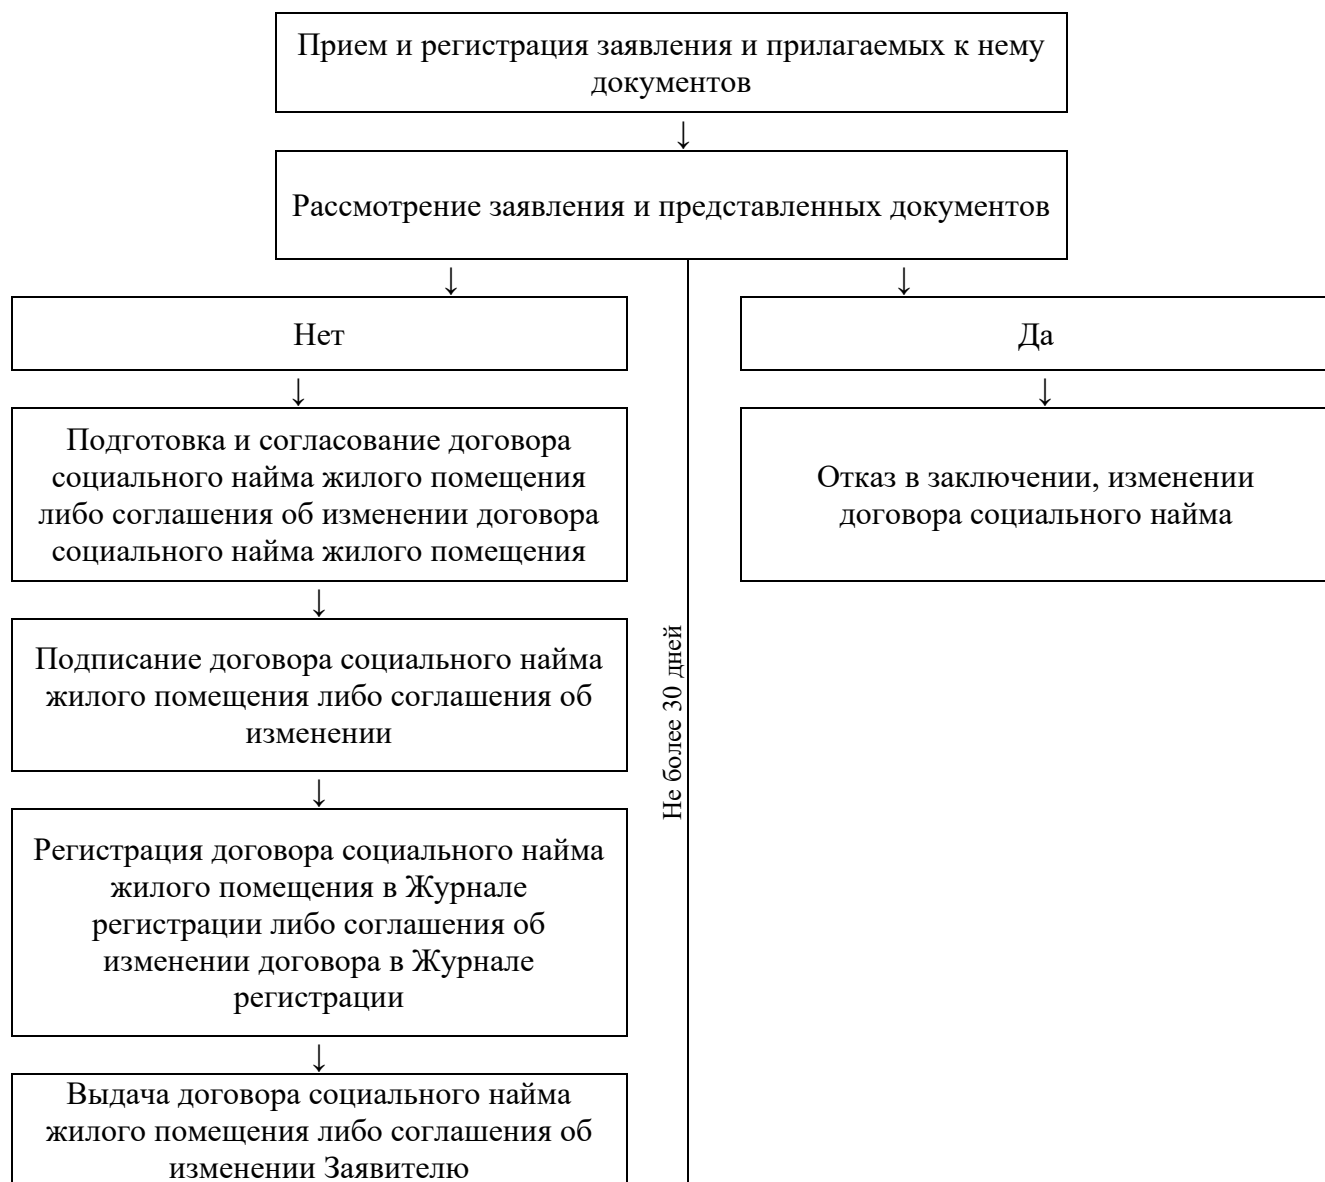 Прием и регистрация заявления и прилагаемых к нему
документов
↓
Рассмотрение заявления и представленных документов
↓
↓
Нет
Да
↓
↓
Подготовка и согласование договора
социального найма жилого помещения
либо соглашения об изменении договора
социального найма жилого помещения
Отказ в заключении, изменении
договора социального найма
↓
Подписание договора социального найма
жилого помещения либо соглашения об
изменении
Не более 30 дней
↓
Регистрация договора социального найма
жилого помещения в Журнале
регистрации либо соглашения об
изменении договора в Журнале
регистрации
↓
Выдача договора социального найма
жилого помещения либо соглашения об
изменении Заявителю